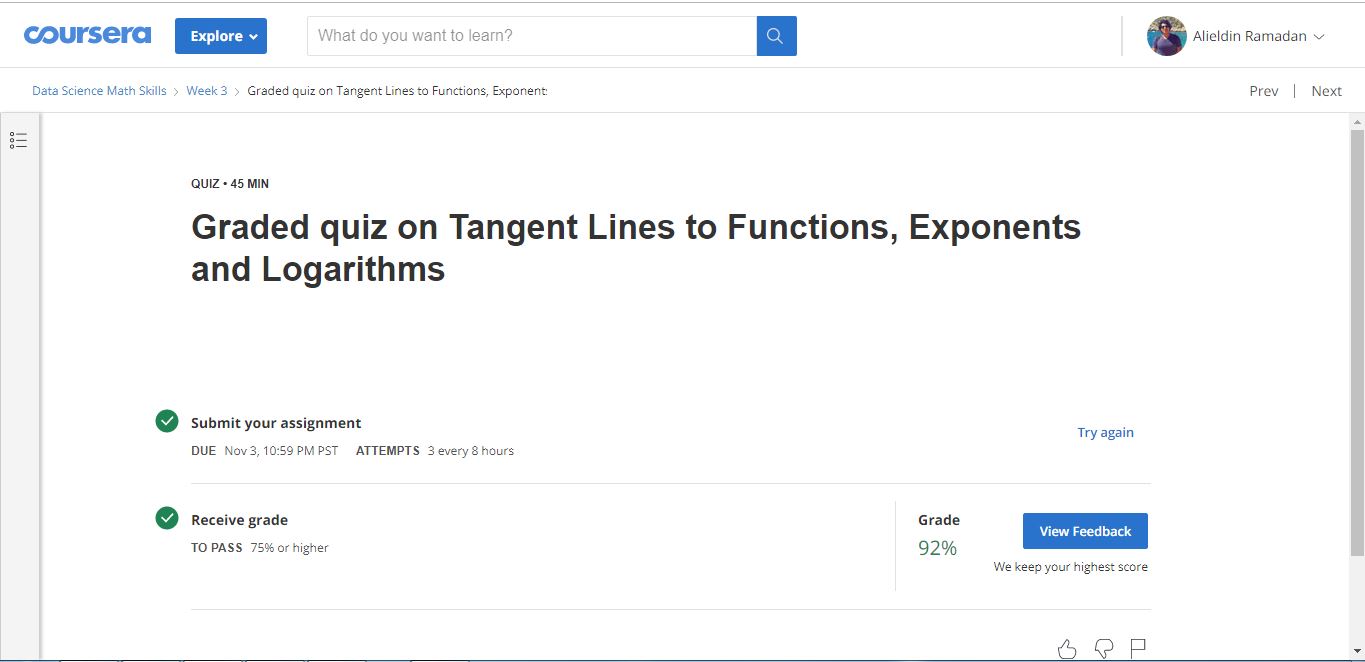 coursera
Explore
What do you want to learn?
Alieldin Ramadan
Data Science Math Skills > Week 3 > Graded quiz on Tangent Lines to Functions, Exponents
Prev | Next
QUIZ • 45 MIN
Graded quiz on Tangent Lines to Functions, Exponents
and Logarithms
Submit your assignment
Try again
DUE Nov 3, 10:59 PM PST ATTEMPTS 3 every 8 hours
Receive grade
TO PASS 75% or higher
Grade
92%
View Feedback
We keep your highest score